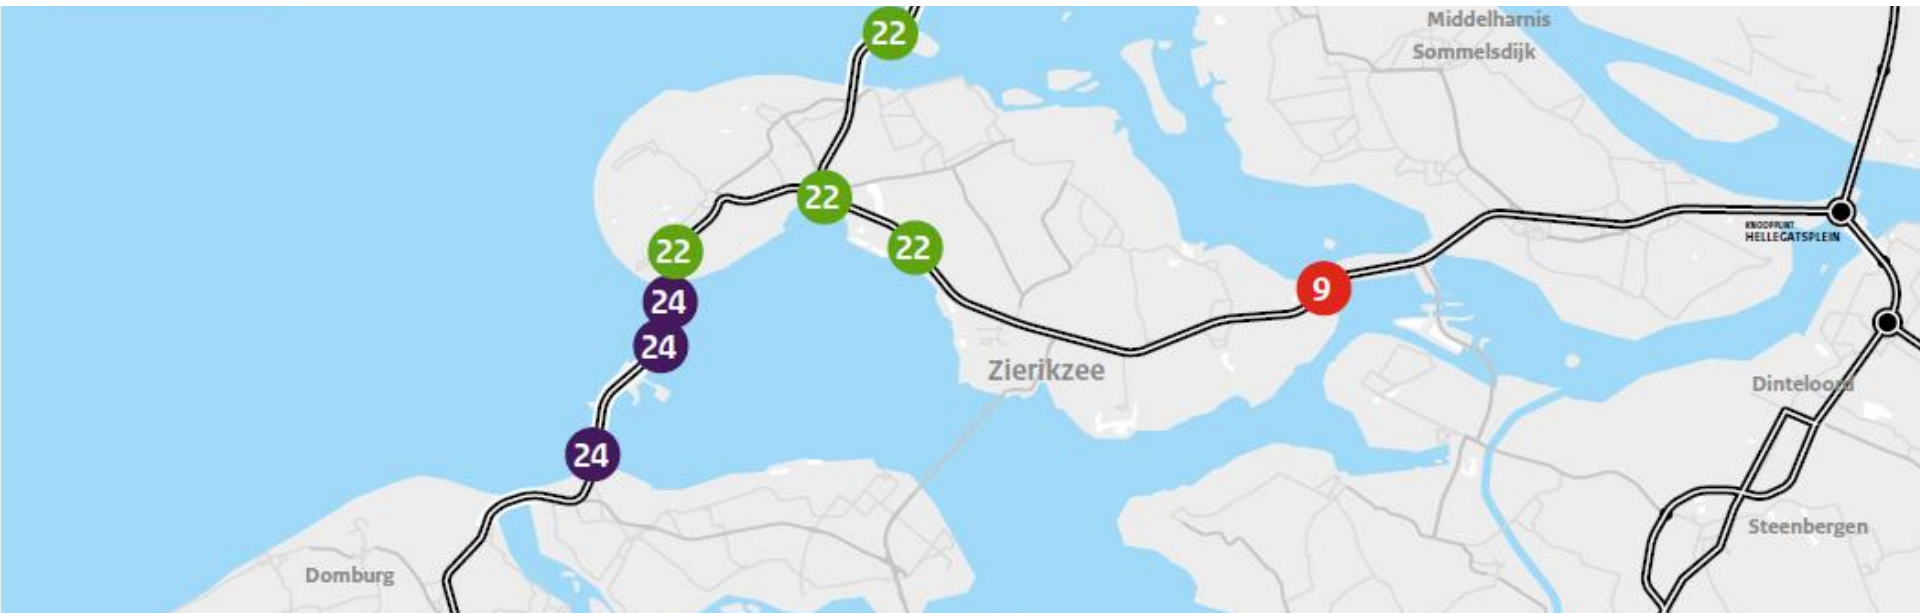 Middelharnis
22
Sommelsdijk
22
KNOOPPUNT
HELLEGATSPLEIN
22
22
9
24
24
Zierikzee
Dinteloord
24
Steenbergen
Domburg